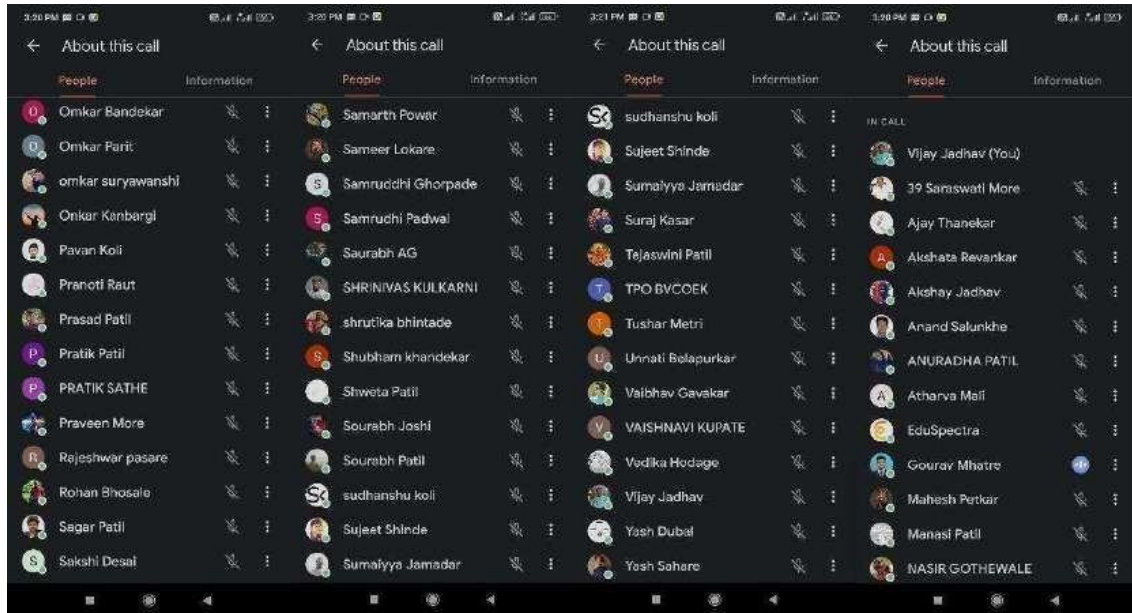 3:20 PM
About this call
People Information
Omkar Bandekar
Omkar Parit
omkar suryawanshi
Onkar Kanbargi
Pavan Koli
Pranoti Raut
Prasad Patil
Pratik Patil
PRATIK SATHE
Praveen More
Rajeshwar pasare
Rohan Bhosale
Sagar Patil
Sakshi Desai
3:20 PM
About this call
People Information
Samarth Powar
Sameer Lokare
Samruddhi Ghorpade
Samrudhi Padwal
Saurabh AG
SHRINIVAS KULKARNI
shrutika bhintade
Shubham khandekar
Shweta Patil
Sourabh Joshi
Sourabh Patil
sudhanshu koli
Sujeet Shinde
Sumaiyya Jamadar
3:21 PM
About this call
People Information
sudhanshu koli
Sujeet Shinde
Sumaiyya Jamadar
Suraj Kasar
Tejaswini Patil
TPO BVCOEK
Tushar Metri
Unnati Belapurkar
Vaibhav Gavakar
VAISHNAVI KUPATE
Vedika Hodage
Vijay Jadhav
Yash Dubal
Yash Sahare
3:20 PM
About this call
People Information
IN CALL
Vijay Jadhav (You)
39 Saraswati More
Ajay Thanekar
Akshata Revankar
Akshay Jadhav
Anand Salunkhe
ANURADHA PATIL
Atharva Mali
EduSpectra
Gourav Mhatre
Mahesh Petkar
Manasi Patil
NASIR GOTHEWALE